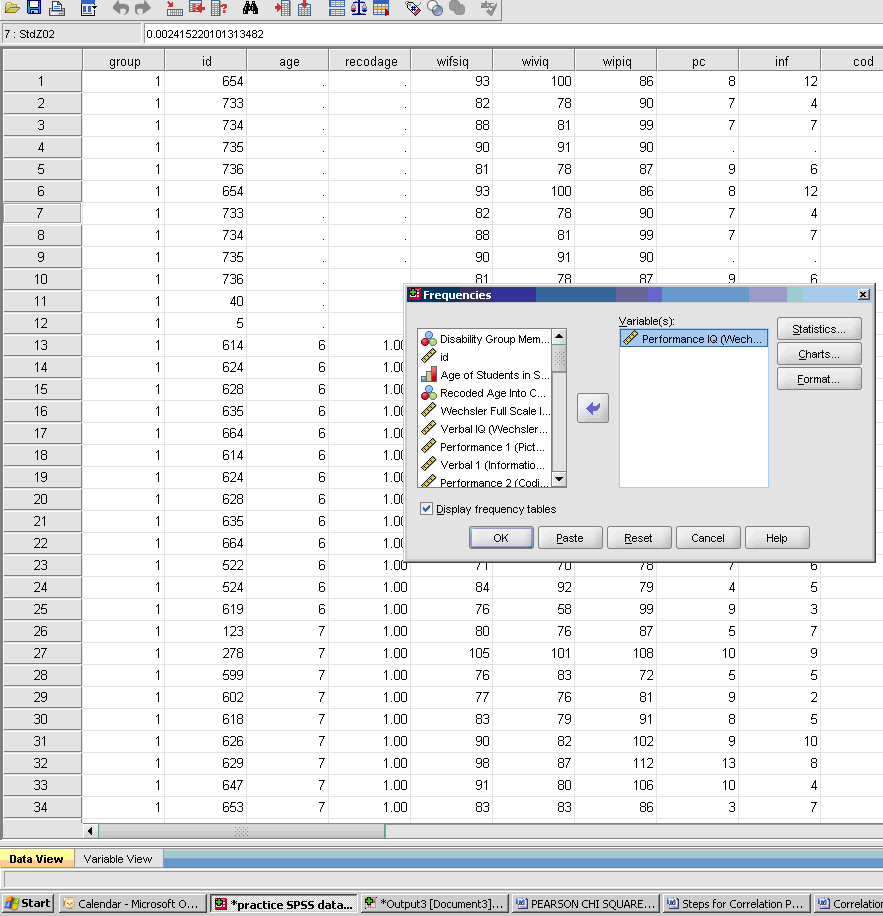 7 : StdZ02 0.002415220101313482
group id age recodage wifsiq wiviq wipiq pc inf cod
1 1 654 . . 93 100 86 8 12
2 1 733 . . 82 78 90 7 4
3 1 734 . . 88 81 99 7 7
4 1 735 . . 90 91 90 . .
5 1 736 . . 81 78 87 9 6
6 1 654 . . 93 100 86 8 12
7 1 733 . . 82 78 90 7 4
8 1 734 . . 88 81 99 7 7
9 1 735 . . 90 91 90 . .
10 1 736 . . 81 78 87 9 6
11 1 40 .
12 1 5 .
13 1 614 6 1.00
14 1 624 6 1.00
15 1 628 6 1.00
16 1 635 6 1.00
17 1 664 6 1.00
18 1 614 6 1.00
19 1 624 6 1.00
20 1 628 6 1.00
21 1 635 6 1.00
22 1 664 6 1.00
23 1 522 6 1.00 71 70 78 7 6
24 1 524 6 1.00 84 92 79 4 5
25 1 619 6 1.00 76 58 99 9 3
26 1 123 7 1.00 80 76 87 5 7
27 1 278 7 1.00 105 101 108 10 9
28 1 599 7 1.00 76 83 72 5 5
29 1 602 7 1.00 77 76 81 9 2
30 1 618 7 1.00 83 79 91 8 5
31 1 626 7 1.00 90 82 102 9 10
32 1 629 7 1.00 98 87 112 13 8
33 1 647 7 1.00 91 80 106 10 4
34 1 653 7 1.00 83 83 86 3 7
Frequencies
Variable(s):
Disability Group Mem...
id
Age of Students in S...
Recoded Age Into C...
Wechsler Full Scale I...
Verbal IQ (Wechsler...
Performance 1 (Pict...
Verbal 1 (Informatio...
Performance 2 (Codi...
Performance IQ (Wech...
Statistics...
Charts...
Format...
Display frequency tables
OK Paste Reset Cancel Help
Data View Variable View
Start Calendar - Microsoft O... *practice SPSS data... *Output3 [Document3]... PEARSON CHI SQUARE... Steps for Correlation P... Correlation